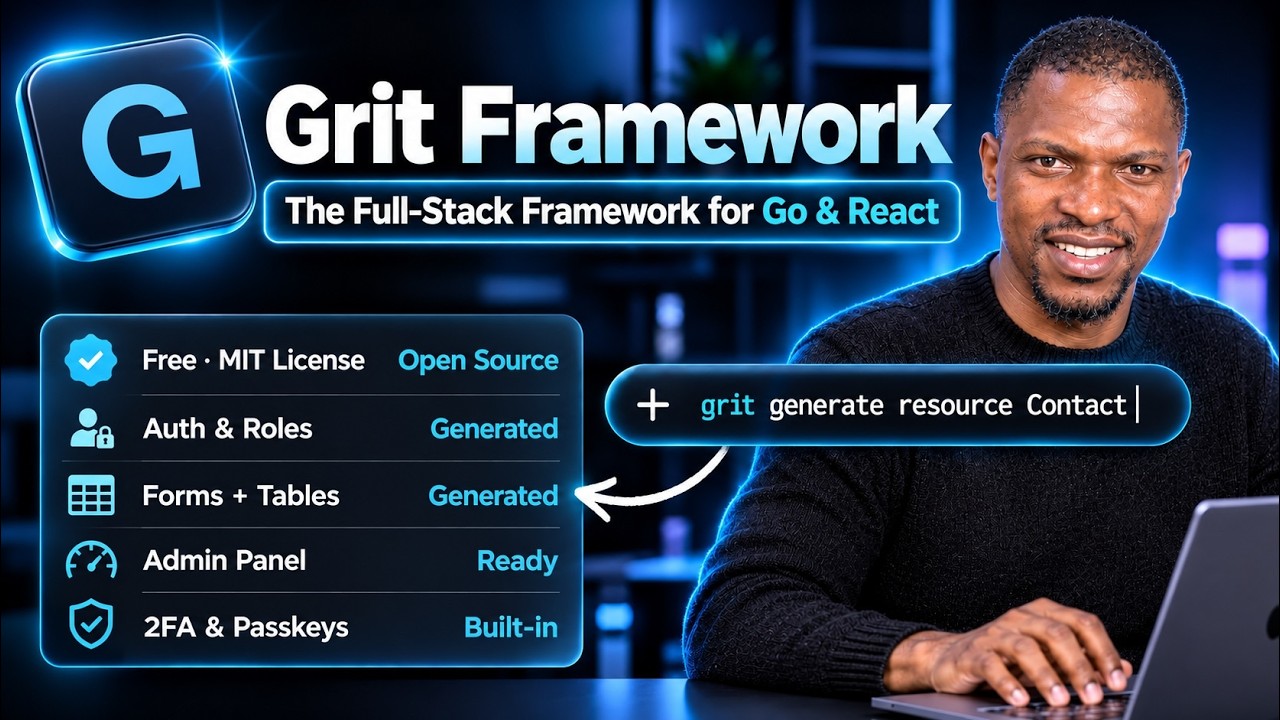 G
Grit Framework
The Full-Stack Framework for Go & React
Free · MIT License Open Source
Auth & Roles Generated
Forms + Tables Generated
Admin Panel Ready
2FA & Passkeys Built-in
+ grit generate resource Contact